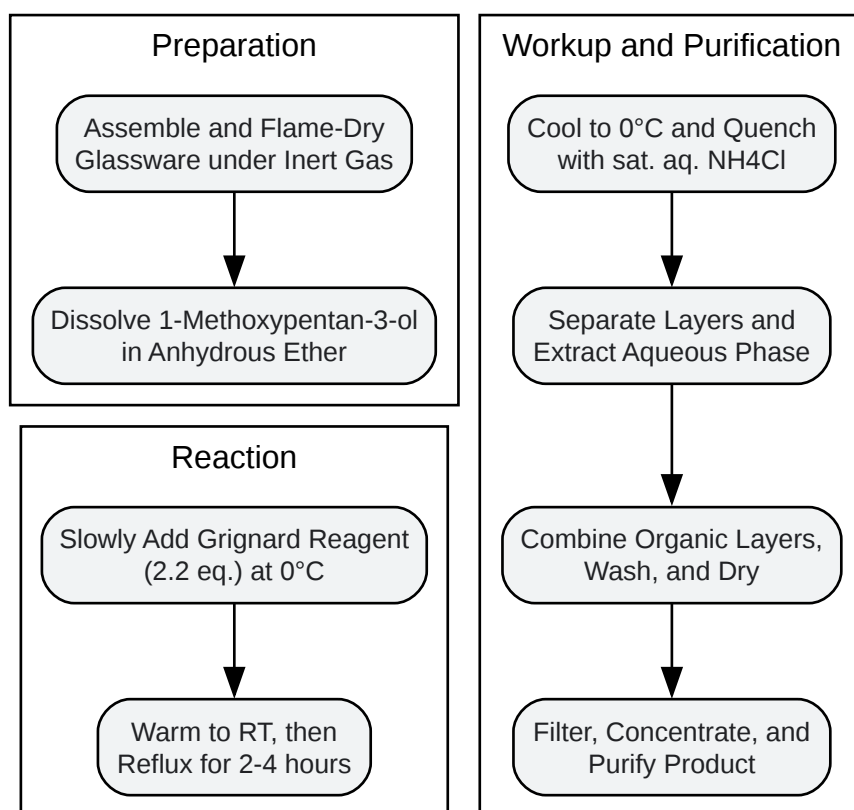 Preparation
Assemble and Flame-Dry
Glassware under Inert Gas
Dissolve 1-Methoxypentan-3-ol
in Anhydrous Ether
Reaction
Slowly Add Grignard Reagent
(2.2 eq.) at 0°C
Warm to RT, then
Reflux for 2-4 hours
Workup and Purification
Cool to 0°C and Quench
with sat. aq. NH4Cl
Separate Layers and
Extract Aqueous Phase
Combine Organic Layers,
Wash, and Dry
Filter, Concentrate, and
Purify Product